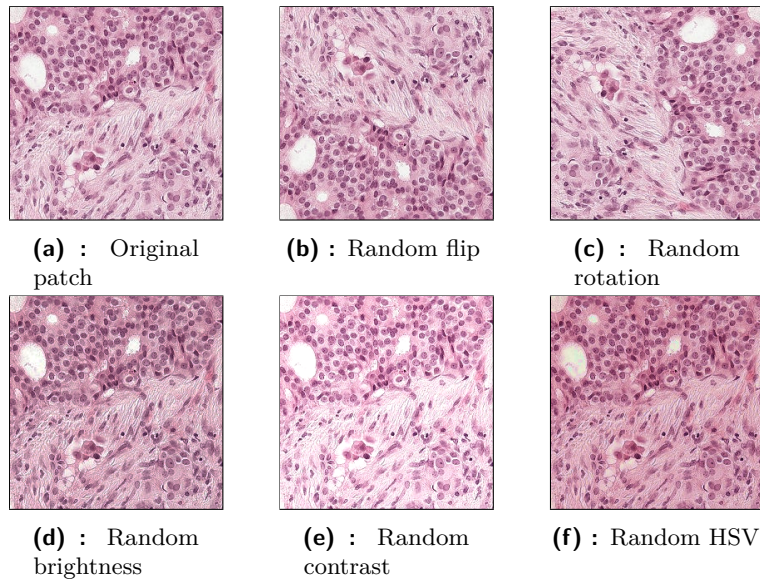 (a) : Original
patch
(b) : Random flip
(c) : Random
rotation
(d) : Random
brightness
(e) : Random
contrast
(f) : Random HSV